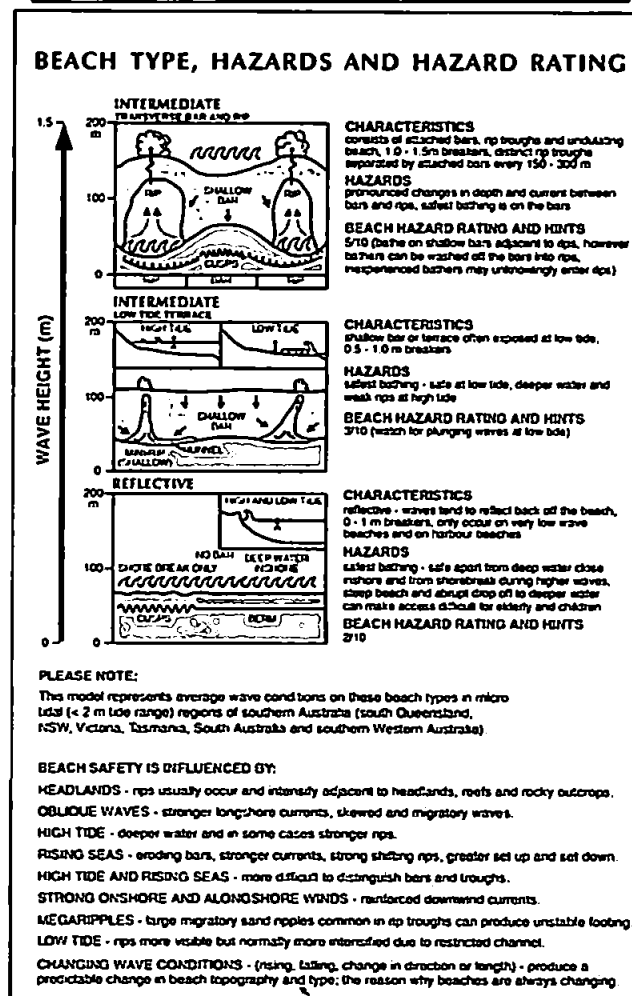 BEACH TYPE, HAZARDS AND HAZARD RATING
WAVE HEIGHT (m)
1.5
0
INTERMEDIATE
TRANSVERSE BAR AND RIP
200
m
100
0
RIP
SHALLOW
BAR
RIP
CUSPS
CHARACTERISTICS
consists of attached bars, rip troughs and undulating
beach, 1.0 - 1.5m breakers, distinct rip troughs
separated by attached bars every 150 - 300 m
HAZARDS
pronounced changes in depth and current between
bars and rips, safest bathing is on the bars
BEACH HAZARD RATING AND HINTS
5/10 (bathe on shallow bars adjacent to rips, however
bathers can be washed off the bars into rips,
inexperienced bathers may unknowingly enter rips)
INTERMEDIATE
LOW TIDE TERRACE
200
m
100
0
HIGH TIDE
LOW TIDE
SHALLOW
BAR
MINI-RIP
(SHALLOW)
RUNNEL
CHARACTERISTICS
shallow bar or terrace often exposed at low tide,
0.5 - 1.0 m breakers
HAZARDS
safest bathing - safe at low tide, deeper water and
weak rips at high tide
BEACH HAZARD RATING AND HINTS
3/10 (watch for plunging waves at low tide)
REFLECTIVE
200
m
100
0
HIGH AND LOW TIDE
NO BAR
DEEP WATER
INSHORE
SHORE BREAK ONLY
CUSPS
BERM
CHARACTERISTICS
reflective - waves tend to reflect back off the beach,
0 - 1 m breakers, only occur on very low wave
beaches and on harbour beaches
HAZARDS
safest bathing - safe apart from deep water close
inshore and from shorebreak during higher waves,
steep beach and abrupt drop off to deeper water
can make access difficult for elderly and children
BEACH HAZARD RATING AND HINTS
2/10
PLEASE NOTE:
This model represents average wave conditions on these beach types in micro
tidal (< 2 m tide range) regions of southern Australia (south Queensland,
NSW, Victoria, Tasmania, South Australia and southern Western Australia).
BEACH SAFETY IS INFLUENCED BY:
HEADLANDS - rips usually occur and intensify adjacent to headlands, reefs and rocky outcrops.
OBLIQUE WAVES - stronger longshore currents, skewed and migratory waves.
HIGH TIDE - deeper water and in some cases stronger rips.
RISING SEAS - eroding bars, stronger currents, strong shifting rips, greater set up and set down.
HIGH TIDE AND RISING SEAS - more difficult to distinguish bars and troughs.
STRONG ONSHORE AND ALONGSHORE WINDS - reinforced downwind currents.
MEGARIPPLES - large migratory sand ripples common in rip troughs can produce unstable footing.
LOW TIDE - rips more visible but normally more intensified due to restricted channel.
CHANGING WAVE CONDITIONS - (rising, falling, change in direction or length) - produce a
predictable change in beach topography and type; the reason why beaches are always changing.